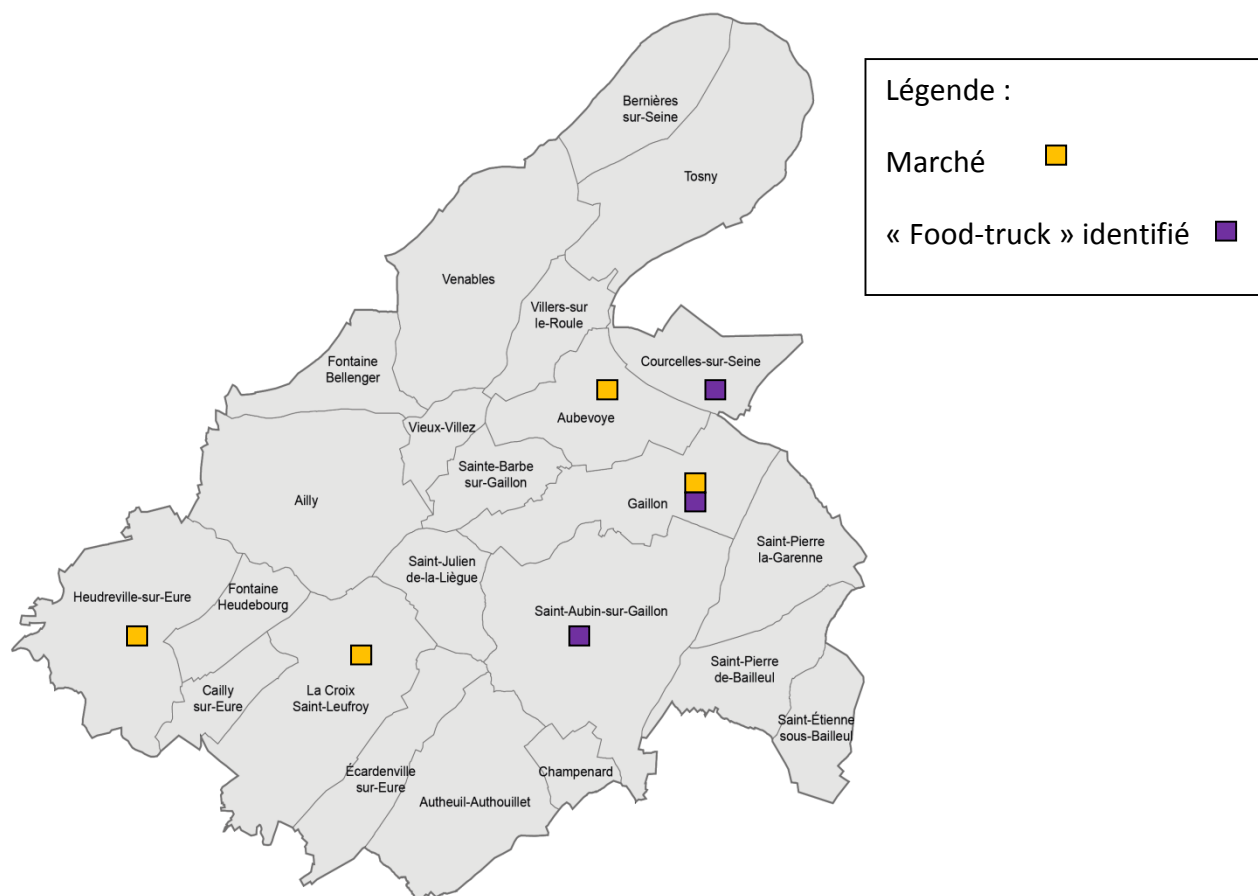 Légende :
Marché
« Food-truck » identifié
Bernières
sur-Seine
Tosny
Venables
Villers-sur
le-Roule
Fontaine
Bellenger
Courcelles-sur-Seine
Aubevoye
Vieux-Villez
Sainte-Barbe
sur-Gaillon
Ailly
Gaillon
Saint-Pierre
la-Garenne
Saint-Julien
de-la-Liègue
Heudreville-sur-Eure
Fontaine
Heudebourg
Saint-Aubin-sur-Gaillon
Saint-Pierre
de-Bailleul
Cailly
sur-Eure
La Croix
Saint-Leufroy
Saint-Étienne
sous-Bailleul
Écardenville
sur-Eure
Champenard
Autheuil-Authouillet